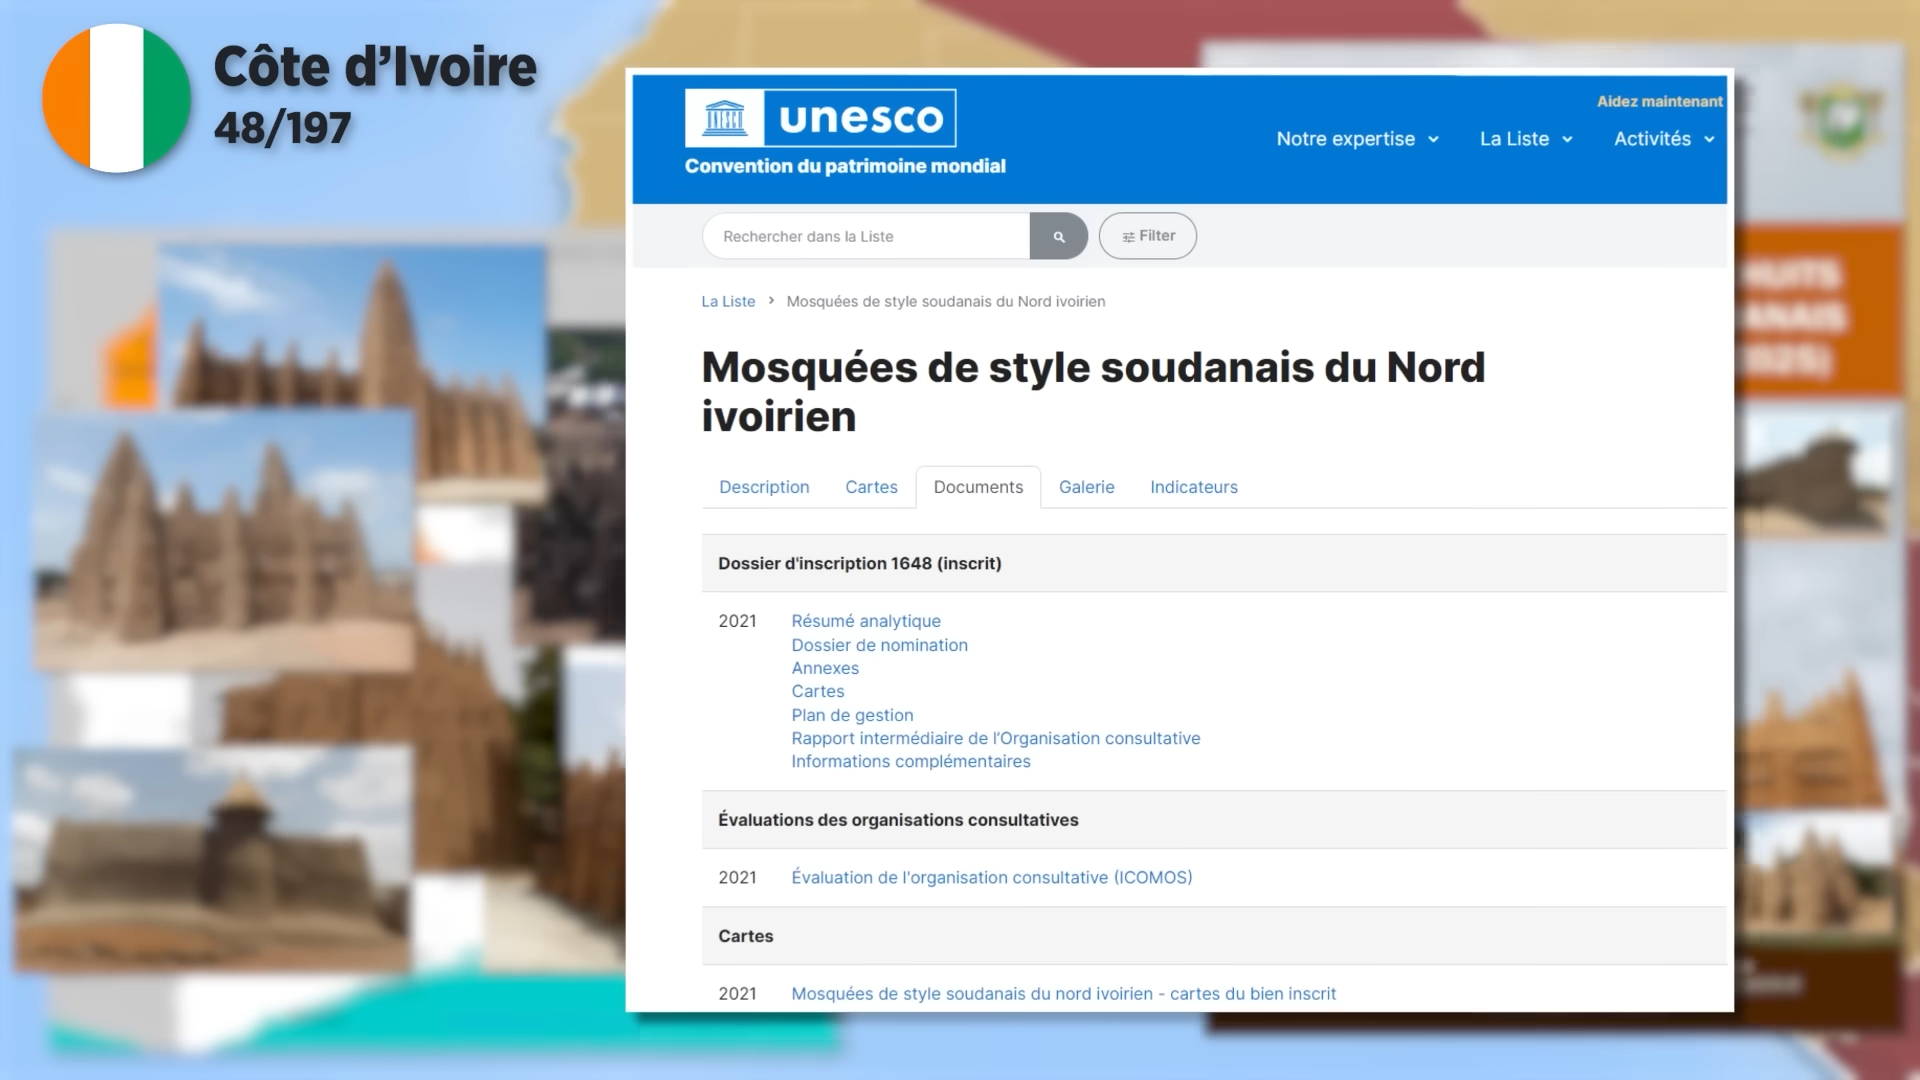 Côte d’Ivoire
48/197
unesco
Convention du patrimoine mondial
Aidez maintenant
Notre expertise
La Liste
Activités
Rechercher dans la Liste
Filter
La Liste > Mosquées de style soudanais du Nord ivoirien
Mosquées de style soudanais du Nord
ivoirien
Description
Cartes
Documents
Galerie
Indicateurs
Dossier d'inscription 1648 (inscrit)
2021 Résumé analytique
Dossier de nomination
Annexes
Cartes
Plan de gestion
Rapport intermédiaire de l’Organisation consultative
Informations complémentaires
Évaluations des organisations consultatives
2021 Évaluation de l'organisation consultative (ICOMOS)
Cartes
2021 Mosquées de style soudanais du nord ivoirien - cartes du bien inscrit